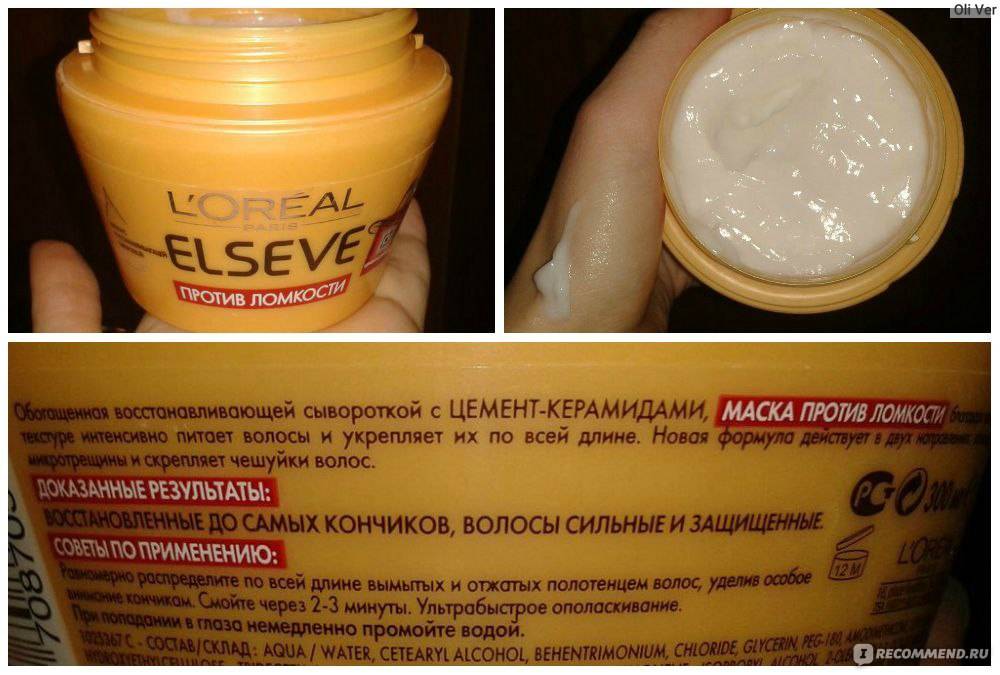 Oli Ver
L'ORÉAL
PARIS
ELSEVE
ПРОТИВ ЛОМКОСТИ
Обогащенная восстанавливающей сывороткой с ЦЕМЕНТ-КЕРАМИДАМИ, МАСКА ПРОТИВ ЛОМКОСТИ
текстуре интенсивно питает волосы и укрепляет их по всей длине. Новая формула действует в двух
микротрещины и скрепляет чешуйки волос.
ДОКАЗАННЫЕ РЕЗУЛЬТАТЫ:
ВОССТАНОВЛЕННЫЕ ДО САМЫХ КОНЧИКОВ, ВОЛОСЫ СИЛЬНЫЕ И ЗАЩИЩЕННЫЕ.
300
СОВЕТЫ ПО ПРИМЕНЕНИЮ:
12 M
Равномерно распределите по всей длине вымытых и отжатых полотенцем волос, уделив особое
внимание кончикам. Смойте через 2-3 минуты. Ультрабыстрое ополаскивание.
При попадании в глаза немедленно промойте водой.
1025367 C - СОСТАВ/СКЛАД: AQUA / WATER, CETEARYL ALCOHOL, BEHENTRIMONIUM, CHLORIDE, GLYCERIN, PEG-180,
ISOPROPYL ALCOHOL,
IRECOMMEND.RU